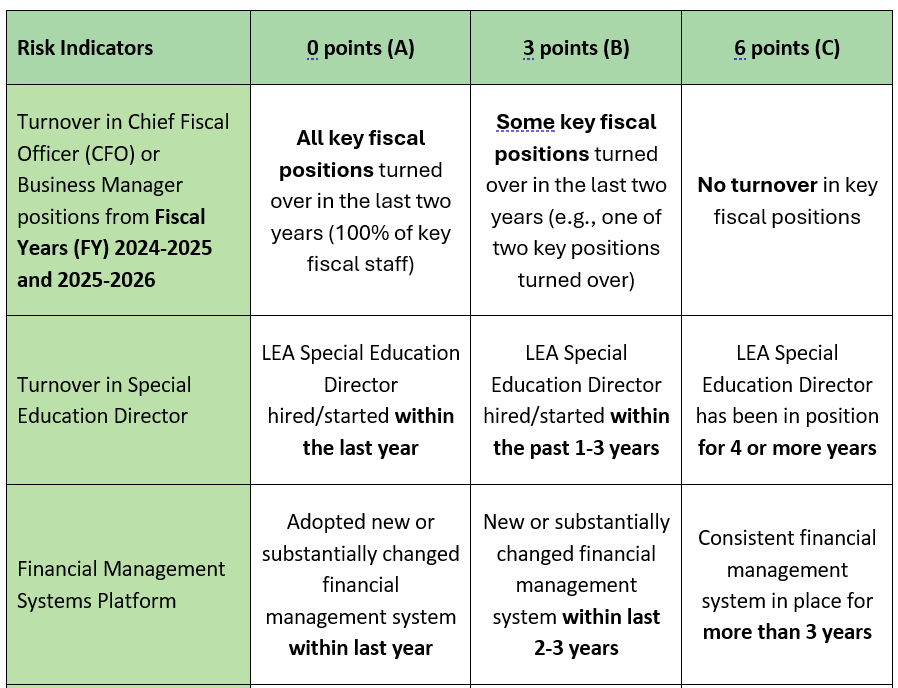 Risk Indicators
0 points (A)
3 points (B)
6 points (C)
Turnover in Chief Fiscal
Officer (CFO) or
Business Manager
positions from Fiscal
Years (FY) 2024-2025
and 2025-2026
All key fiscal
positions turned
over in the last two
years (100% of key
fiscal staff)
Some key fiscal
positions turned
over in the last two
years (e.g., one of
two key positions
turned over)
No turnover in key
fiscal positions
Turnover in Special
Education Director
LEA Special Education
Director
hired/started within
the last year
LEA Special
Education Director
hired/started within
the past 1-3 years
LEA Special
Education Director
has been in position
for 4 or more years
Financial Management
Systems Platform
Adopted new or
substantially changed
financial
management system
within last year
New or substantially
changed financial
management
system within last
2-3 years
Consistent financial
management
system in place for
more than 3 years